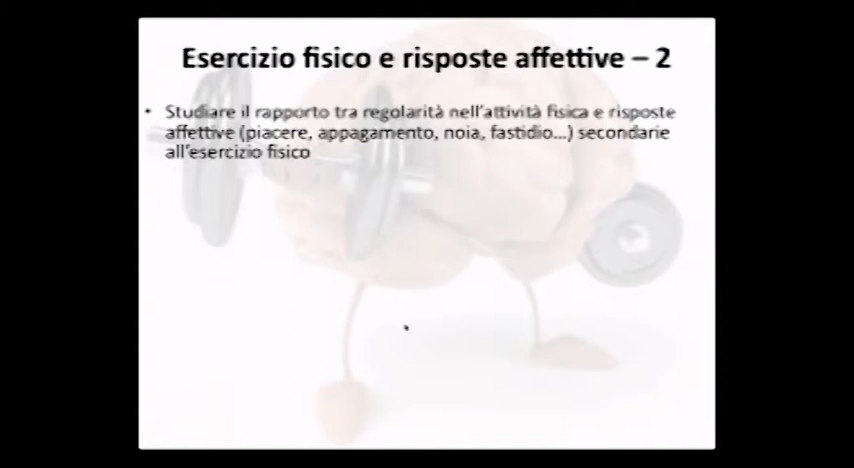 Esercizio fisico e risposte affettive – 2
• Studiare il rapporto tra regolarità nell'attività fisica e risposte
affettive (piacere, appagamento, noia, fastidio...) secondarie
all'esercizio fisico